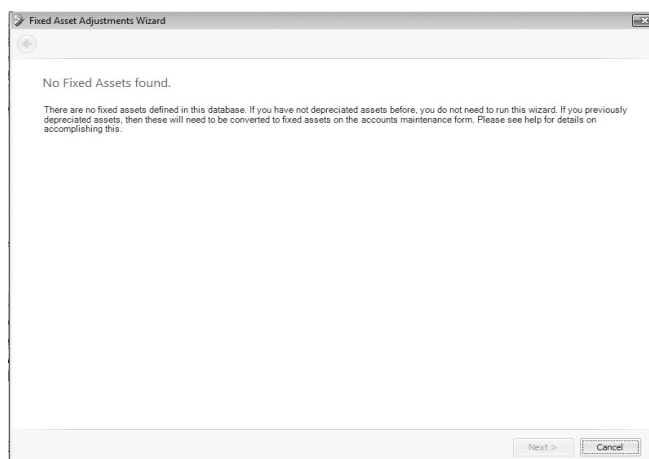 Fixed Asset Adjustments Wizard
No Fixed Assets found.
There are no fixed assets defined in this database. If you have not depreciated assets before, you do not need to run this wizard. If you previously
depreciated assets, then these will need to be converted to fixed assets on the accounts maintenance form. Please see help for details on
accomplishing this.
Next >
Cancel